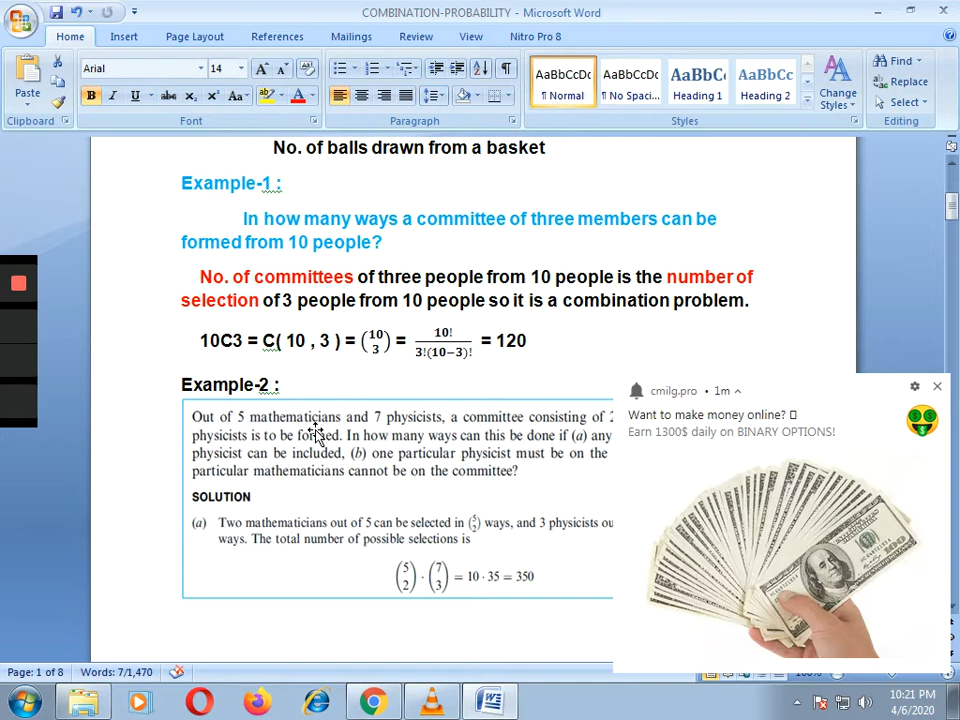 COMBINATION-PROBABILITY - Microsoft Word
Home Insert Page Layout References Mailings Review View Nitro Pro 8
Paste
Clipboard
Arial 14
B I U abc x₂ x² Aa
Font
Paragraph
AaBbCcDc AaBbCcDc AaBbCc AaBbCc
¶ Normal ¶ No Spaci... Heading 1 Heading 2
Change Styles
Styles
Find
Replace
Select
Editing
No. of balls drawn from a basket
Example-1 :
In how many ways a committee of three members can be
formed from 10 people?
No. of committees of three people from 10 people is the number of
selection of 3 people from 10 people so it is a combination problem.
10C3 = C( 10 , 3 ) = (10 3) = 10! / 3!(10−3)! = 120
Example-2 :
Out of 5 mathematicians and 7 physicists, a committee consisting of 2
physicists is to be formed. In how many ways can this be done if (a) any
physicist can be included, (b) one particular physicist must be on the
particular mathematicians cannot be on the committee?
SOLUTION
(a) Two mathematicians out of 5 can be selected in (5 2) ways, and 3 physicists
ways. The total number of possible selections is
(5 2) · (7 3) = 10 · 35 = 350
cmilg.pro • 1m
Want to make money online?
Earn 1300$ daily on BINARY OPTIONS!
Page: 1 of 8 Words: 7/1,470
10:21 PM
4/6/2020